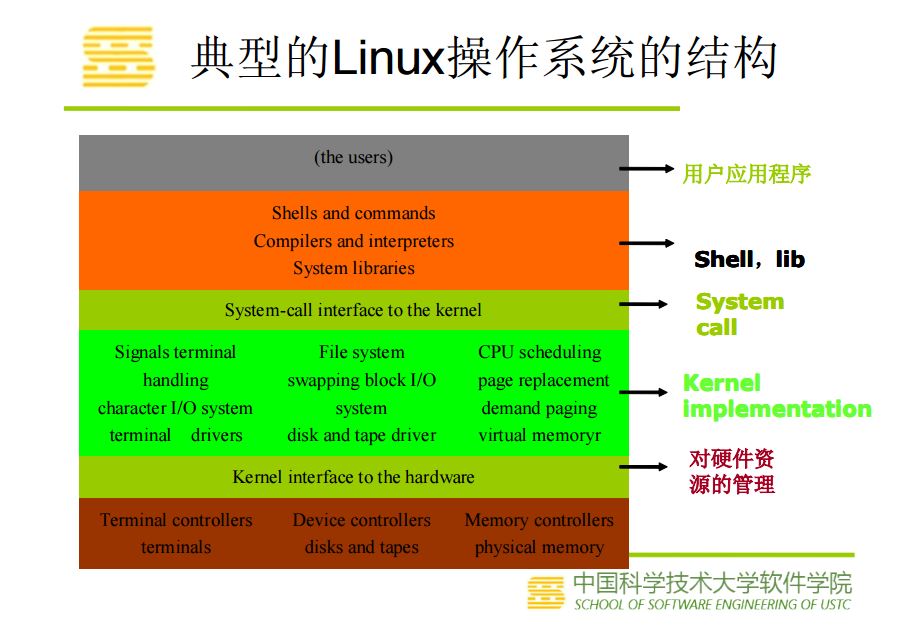 典型的Linux操作系统的结构
(the users)
用户应用程序
Shells and commands
Compilers and interpreters
System libraries
Shell，lib
System-call interface to the kernel
System
call
Signals terminal
handling
character I/O system
terminal drivers
File system
swapping block I/O
system
disk and tape driver
CPU scheduling
page replacement
demand paging
virtual memoryr
Kernel
implementation
Kernel interface to the hardware
对硬件资
源的管理
Terminal controllers
terminals
Device controllers
disks and tapes
Memory controllers
physical memory
中国科学技术大学软件学院
SCHOOL OF SOFTWARE ENGINEERING OF USTC